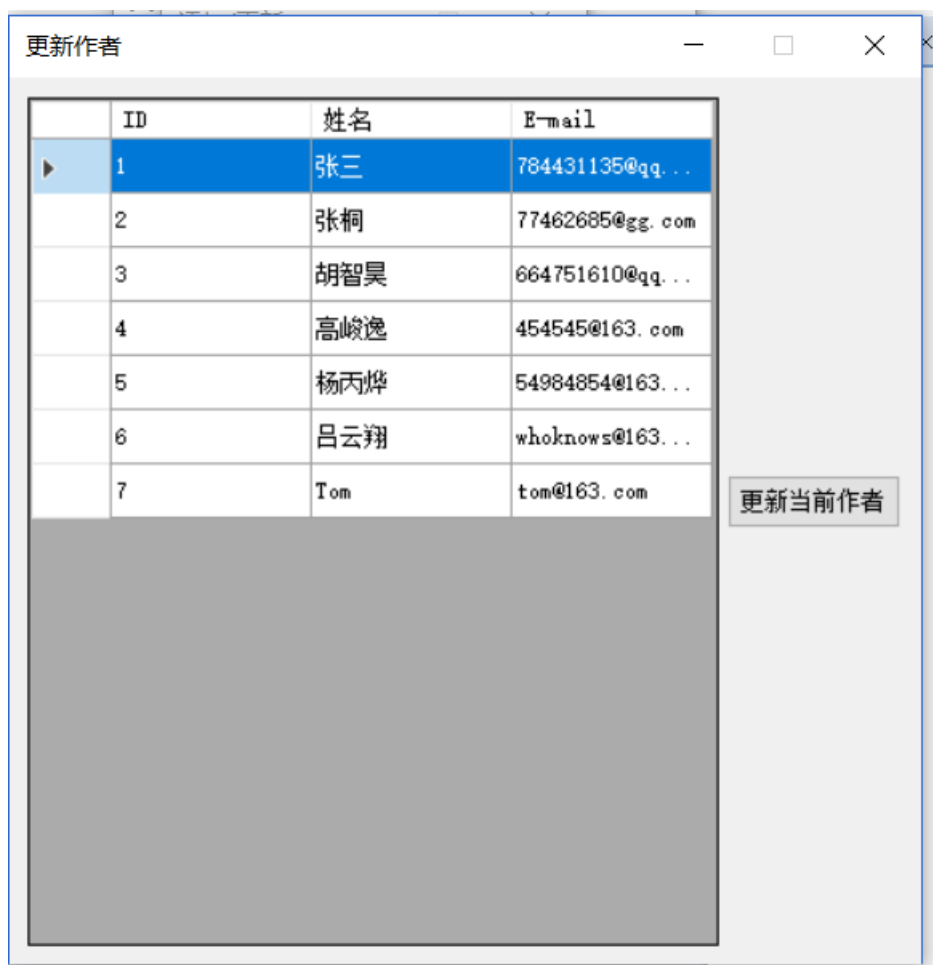 更新作者
ID 姓名 E-mail
1 张三 784431135@qq...
2 张桐 77462685@gg.com
3 胡智昊 664751610@qq...
4 高峻逸 454545@163.com
5 杨丙烨 54984854@163...
6 吕云翔 whoknows@163...
7 Tom tom@163.com
更新当前作者